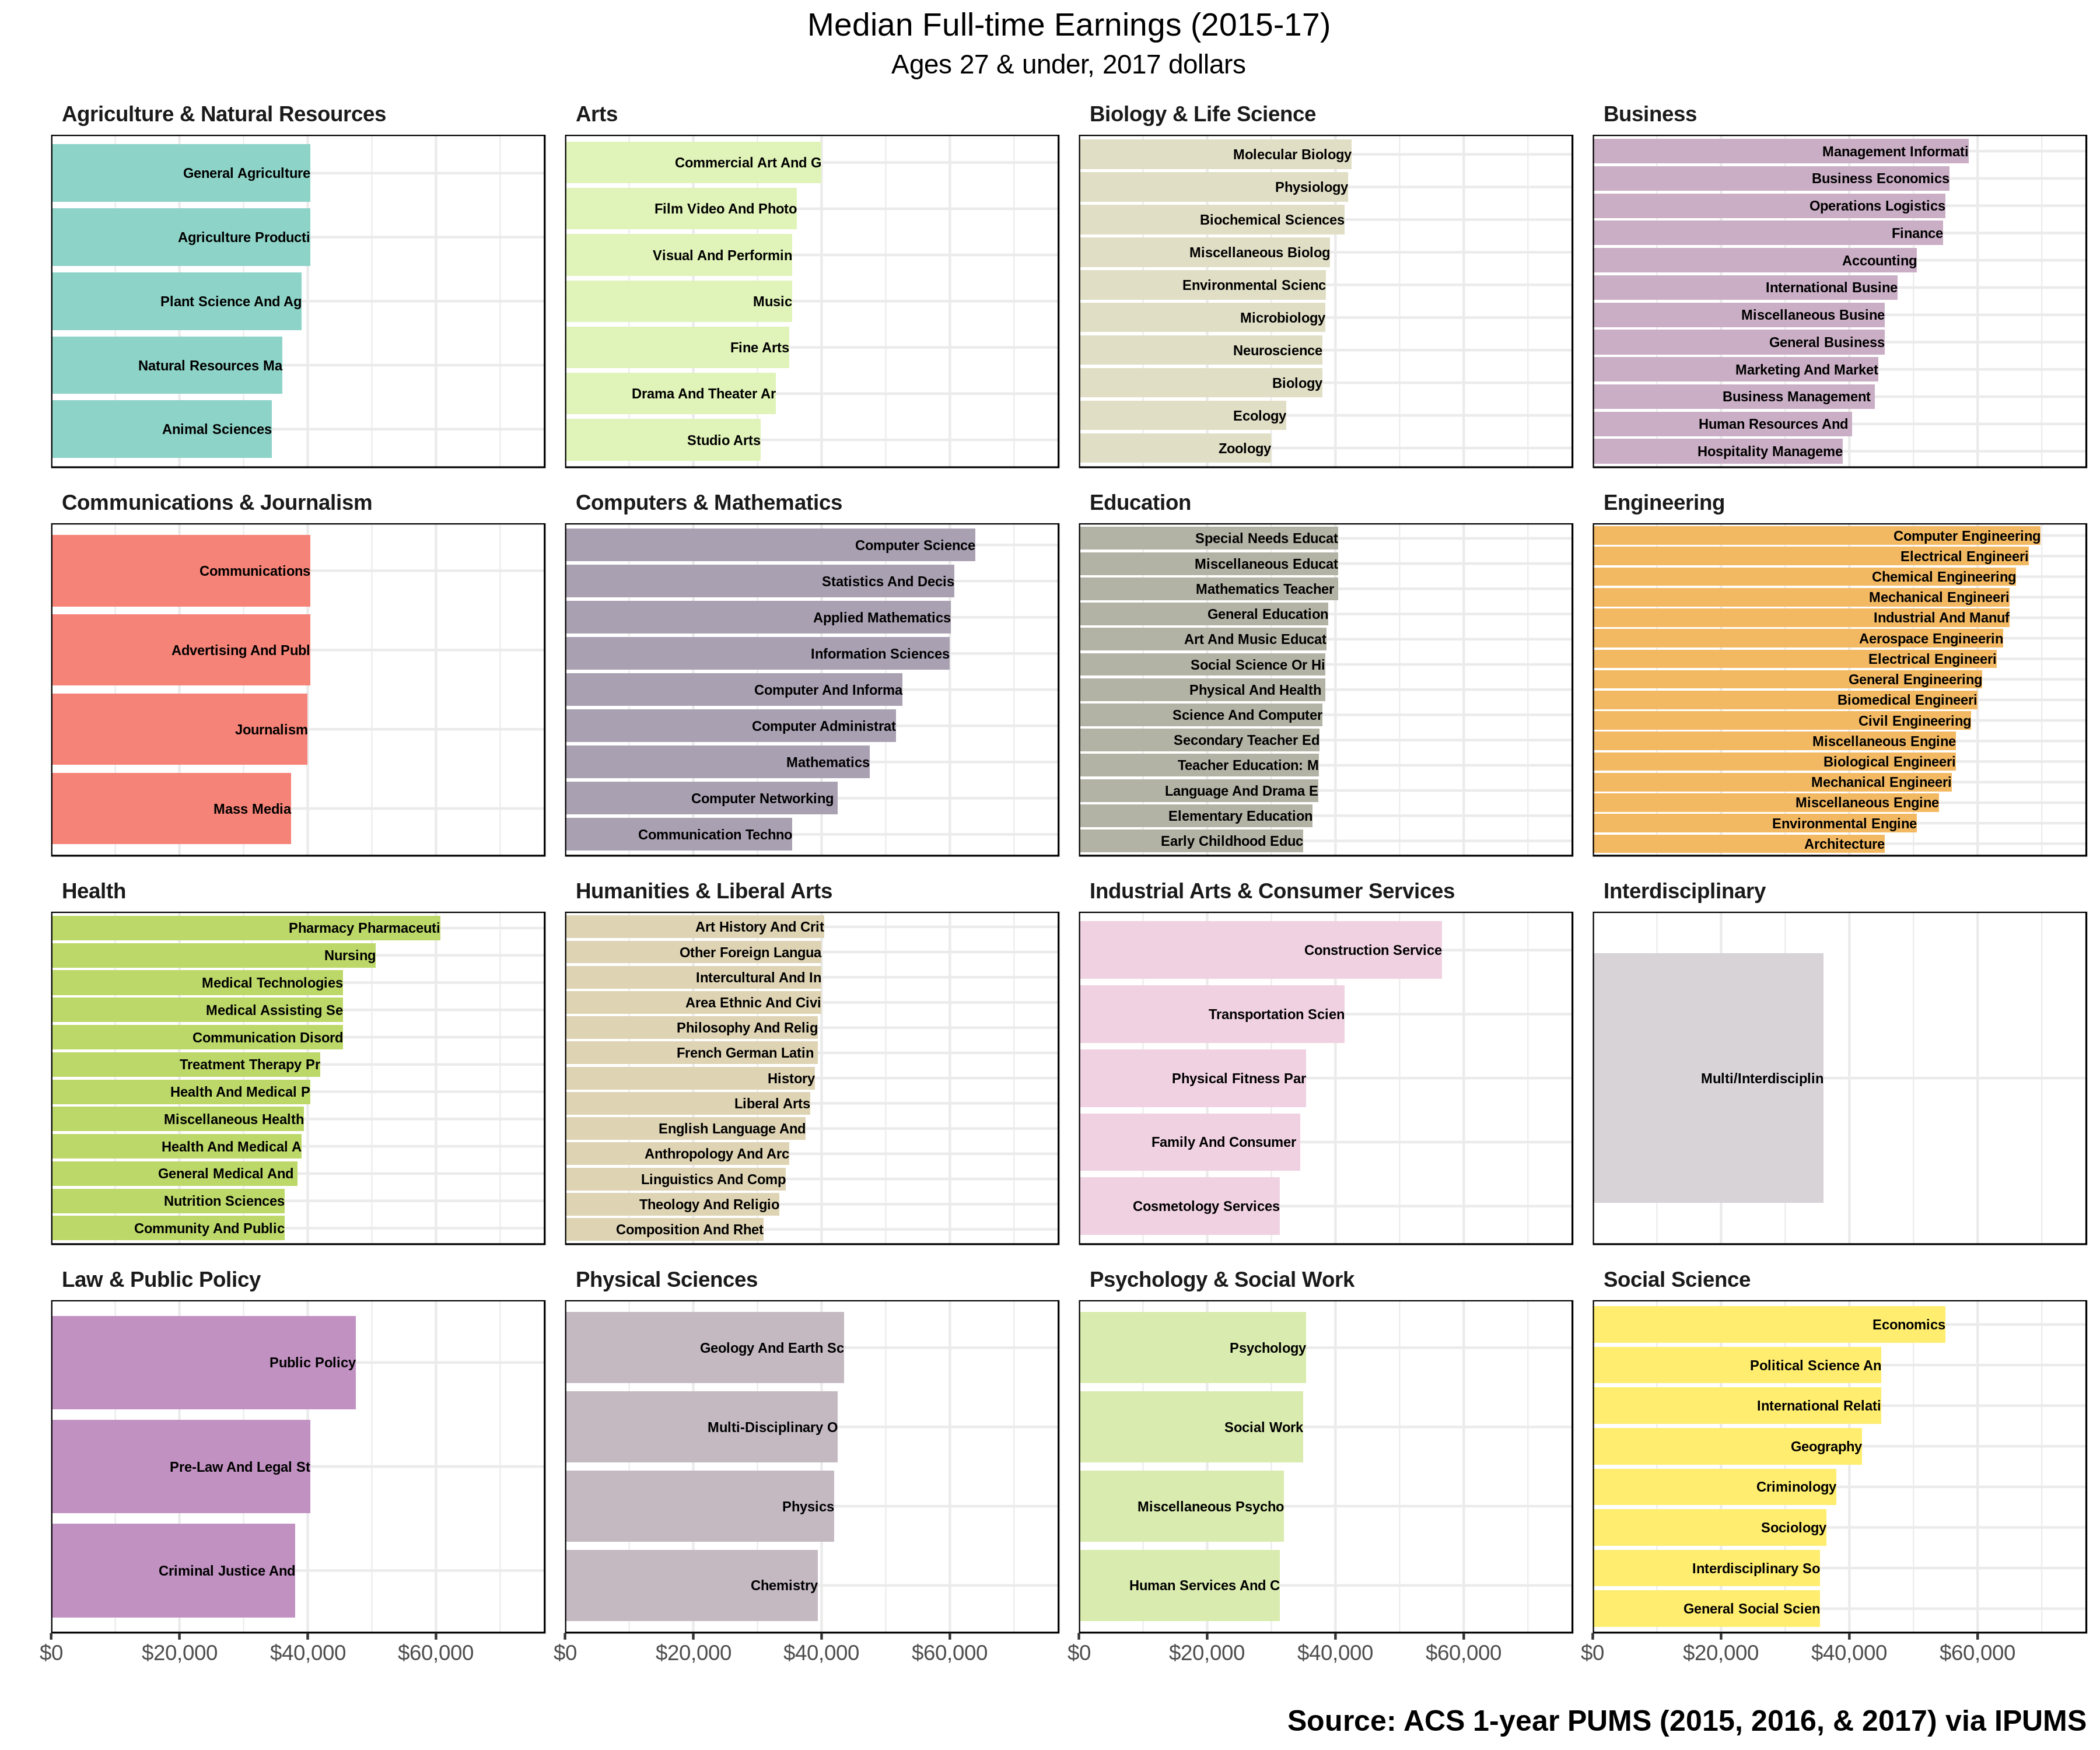 Median Full-time Earnings (2015-17)
Ages 27 & under, 2017 dollars
Agriculture & Natural Resources
General Agriculture
Agriculture Producti
Plant Science And Ag
Natural Resources Ma
Animal Sciences
Arts
Commercial Art And G
Film Video And Photo
Visual And Performin
Music
Fine Arts
Drama And Theater Ar
Studio Arts
Biology & Life Science
Molecular Biology
Physiology
Biochemical Sciences
Miscellaneous Biolog
Environmental Scienc
Microbiology
Neuroscience
Biology
Ecology
Zoology
Business
Management Informati
Business Economics
Operations Logistics
Finance
Accounting
International Busine
Miscellaneous Busine
General Business
Marketing And Market
Business Management
Human Resources And
Hospitality Manageme
Communications & Journalism
Communications
Advertising And Publ
Journalism
Mass Media
Computers & Mathematics
Computer Science
Statistics And Decis
Applied Mathematics
Information Sciences
Computer And Informa
Computer Administrat
Mathematics
Computer Networking
Communication Techno
Education
Special Needs Educat
Miscellaneous Educat
Mathematics Teacher
General Education
Art And Music Educat
Social Science Or Hi
Physical And Health
Science And Computer
Secondary Teacher Ed
Teacher Education: M
Language And Drama E
Elementary Education
Early Childhood Educ
Engineering
Computer Engineering
Electrical Engineeri
Chemical Engineering
Mechanical Engineeri
Industrial And Manuf
Aerospace Engineerin
Electrical Engineeri
General Engineering
Biomedical Engineeri
Civil Engineering
Miscellaneous Engine
Biological Engineeri
Mechanical Engineeri
Miscellaneous Engine
Environmental Engine
Architecture
Health
Pharmacy Pharmaceuti
Nursing
Medical Technologies
Medical Assisting Se
Communication Disord
Treatment Therapy Pr
Health And Medical P
Miscellaneous Health
Health And Medical A
General Medical And
Nutrition Sciences
Community And Public
Humanities & Liberal Arts
Art History And Crit
Other Foreign Langua
Intercultural And In
Area Ethnic And Civi
Philosophy And Relig
French German Latin
History
Liberal Arts
English Language And
Anthropology And Arc
Linguistics And Comp
Theology And Religio
Composition And Rhet
Industrial Arts & Consumer Services
Construction Service
Transportation Scien
Physical Fitness Par
Family And Consumer
Cosmetology Services
Interdisciplinary
Multi/Interdisciplin
Law & Public Policy
Public Policy
Pre-Law And Legal St
Criminal Justice And
Physical Sciences
Geology And Earth Sc
Multi-Disciplinary O
Physics
Chemistry
Psychology & Social Work
Psychology
Social Work
Miscellaneous Psycho
Human Services And C
Social Science
Economics
Political Science An
International Relati
Geography
Criminology
Sociology
Interdisciplinary So
General Social Scien
$0 $20,000 $40,000 $60,000
$0 $20,000 $40,000 $60,000
$0 $20,000 $40,000 $60,000
$0 $20,000 $40,000 $60,000
Source: ACS 1-year PUMS (2015, 2016, & 2017) via IPUMS